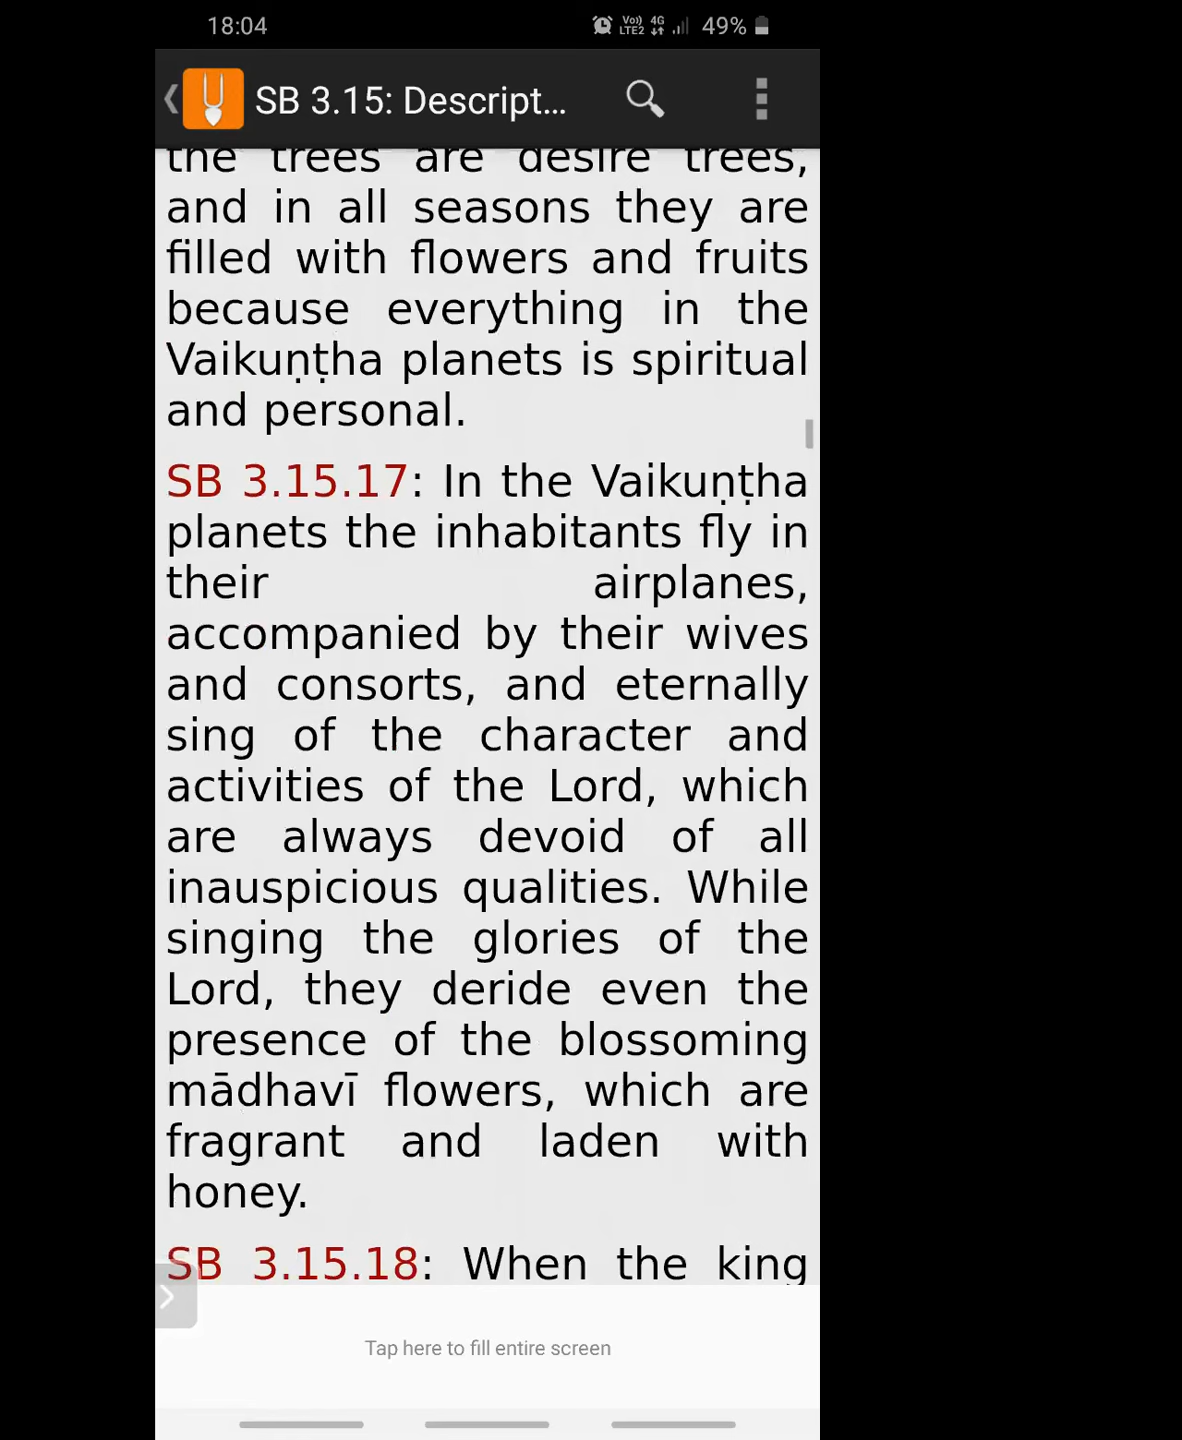 18:04
Vo)) 4G
LTE2 49%
SB 3.15: Descript...
the trees are desire trees,
and in all seasons they are
filled with flowers and fruits
because everything in the
Vaikuṇṭha planets is spiritual
and personal.
SB 3.15.17: In the Vaikuṇṭha
planets the inhabitants fly in
their airplanes,
accompanied by their wives
and consorts, and eternally
sing of the character and
activities of the Lord, which
are always devoid of all
inauspicious qualities. While
singing the glories of the
Lord, they deride even the
presence of the blossoming
mādhavī flowers, which are
fragrant and laden with
honey.
SB 3.15.18: When the king
Tap here to fill entire screen